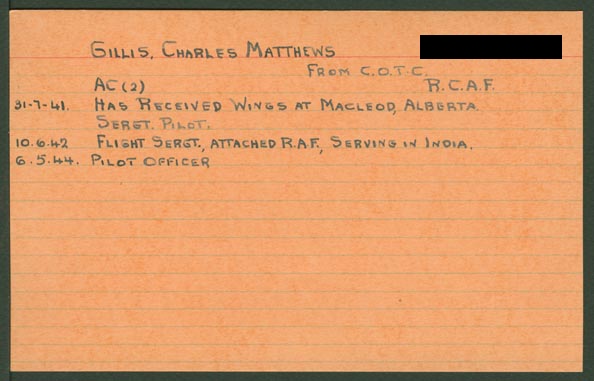 GILLIS, CHARLES MATTHEWS
FROM C.O.T.C.
AC(2) R.C.A.F.
31-7-41. HAS RECEIVED WINGS AT MACLEOD, ALBERTA.
SERGT. PILOT.
10.6.42 FLIGHT SERGT., ATTACHED R.A.F., SERVING IN INDIA.
6.5.44. PILOT OFFICER